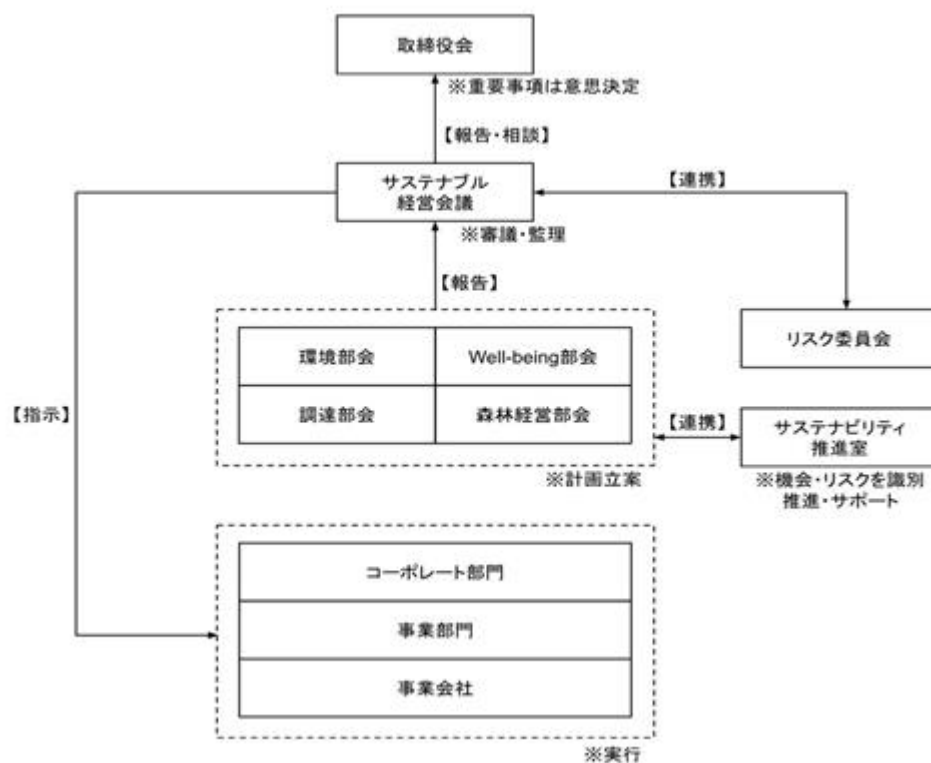 取締役会
※重要事項は意思決定
【報告・相談】
サステナブル
経営会議
【連携】
※審議・監理
【報告】
環境部会
Well-being部会
リスク委員会
調達部会
森林経営部会
【指示】
【連携】
サステナビリティ
推進室
※計画立案
※機会・リスクを識別
推進・サポート
コーポレート部門
事業部門
事業会社
※実行